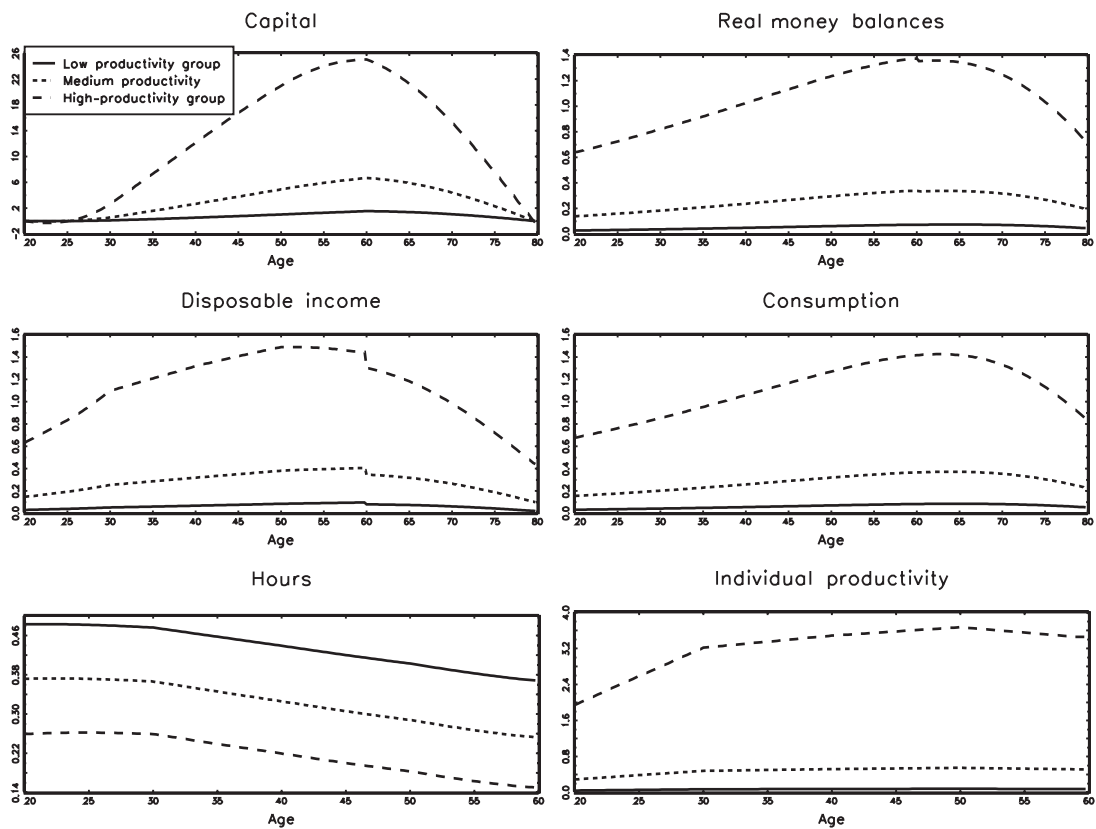 Capital
26
22
18
14
10
6
2
−2
Low productivity group
Medium productivity
High-productivity group
20 25 30 35 40 45 50 55 60 65 70 75 80
Age
Real money balances
1.4
1.2
1.0
0.8
0.6
0.4
0.2
0.0
20 25 30 35 40 45 50 55 60 65 70 75 80
Age
Disposable income
1.6
1.4
1.2
1.0
0.8
0.6
0.4
0.2
0.0
20 25 30 35 40 45 50 55 60 65 70 75 80
Age
Consumption
1.6
1.4
1.2
1.0
0.8
0.6
0.4
0.2
0.0
20 25 30 35 40 45 50 55 60 65 70 75 80
Age
Hours
0.46
0.38
0.30
0.22
0.14
20 25 30 35 40 45 50 55 60
Age
Individual productivity
4.0
3.2
2.4
1.6
0.8
0.0
20 25 30 35 40 45 50 55 60
Age